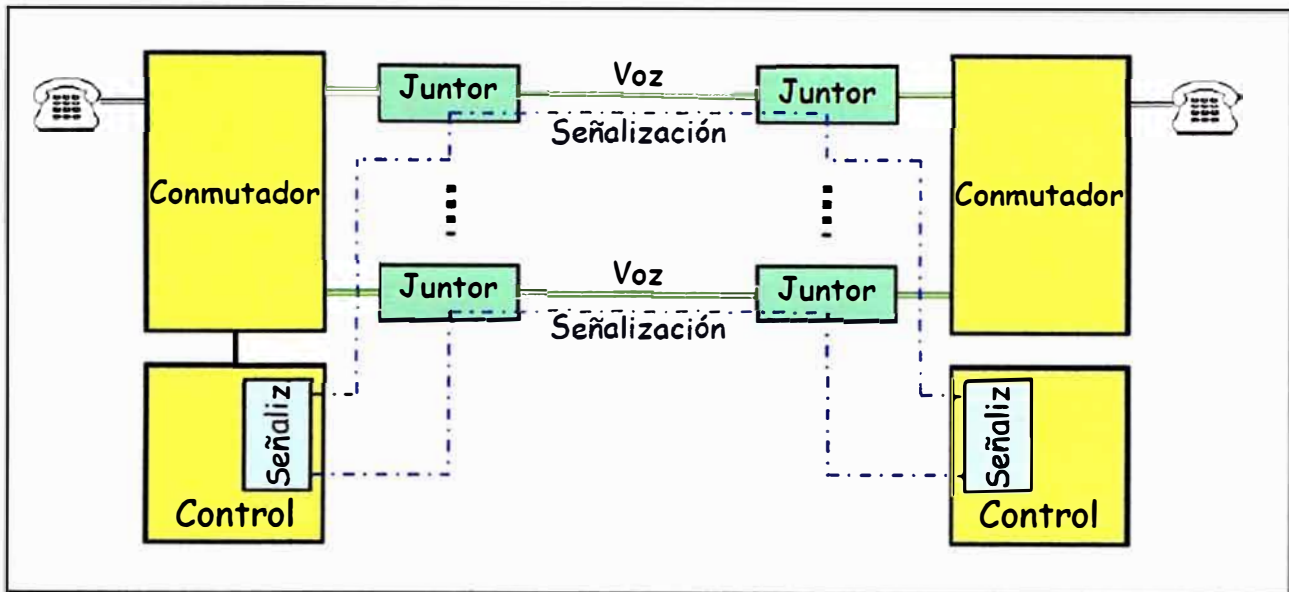 Juntor
Voz
Juntor
Señalización
Conmutador
Conmutador
Juntor
Voz
Juntor
Señalización
Señaliz
Señaliz
Control
Control